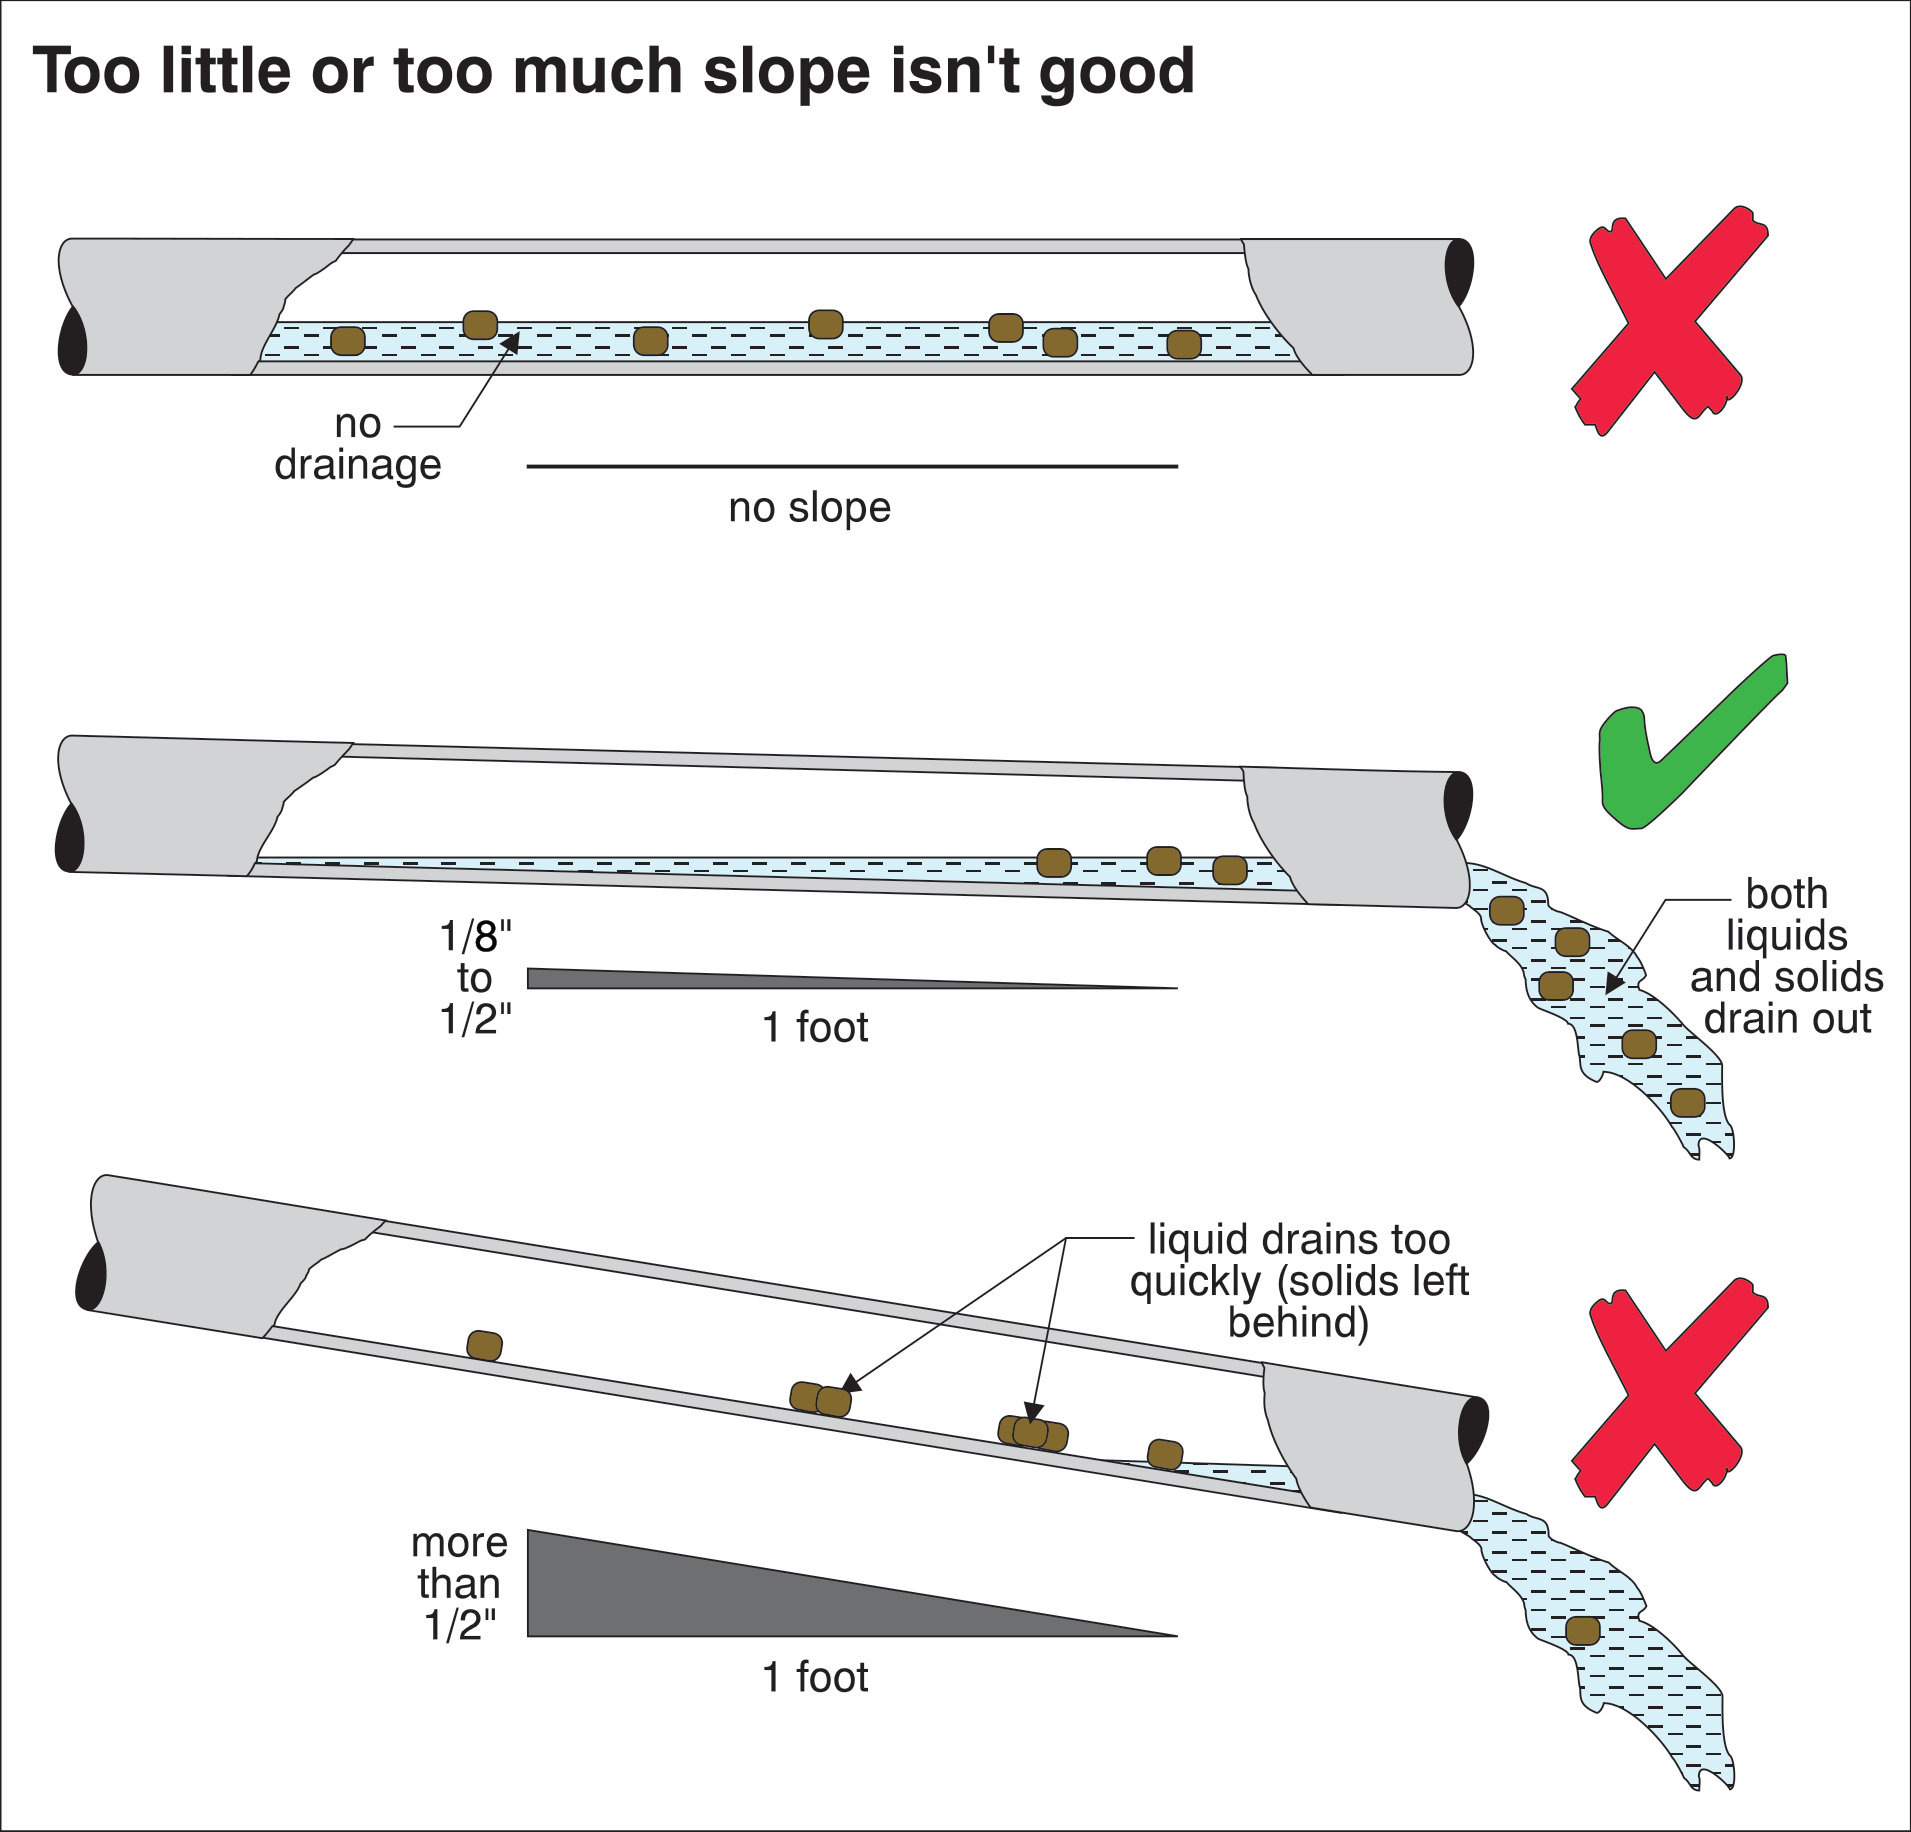 Too little or too much slope isn't good
no
drainage
no slope
1/8"
to
1/2"
1 foot
both
liquids
and solids
drain out
liquid drains too
quickly (solids left
behind)
more
than
1/2"
1 foot